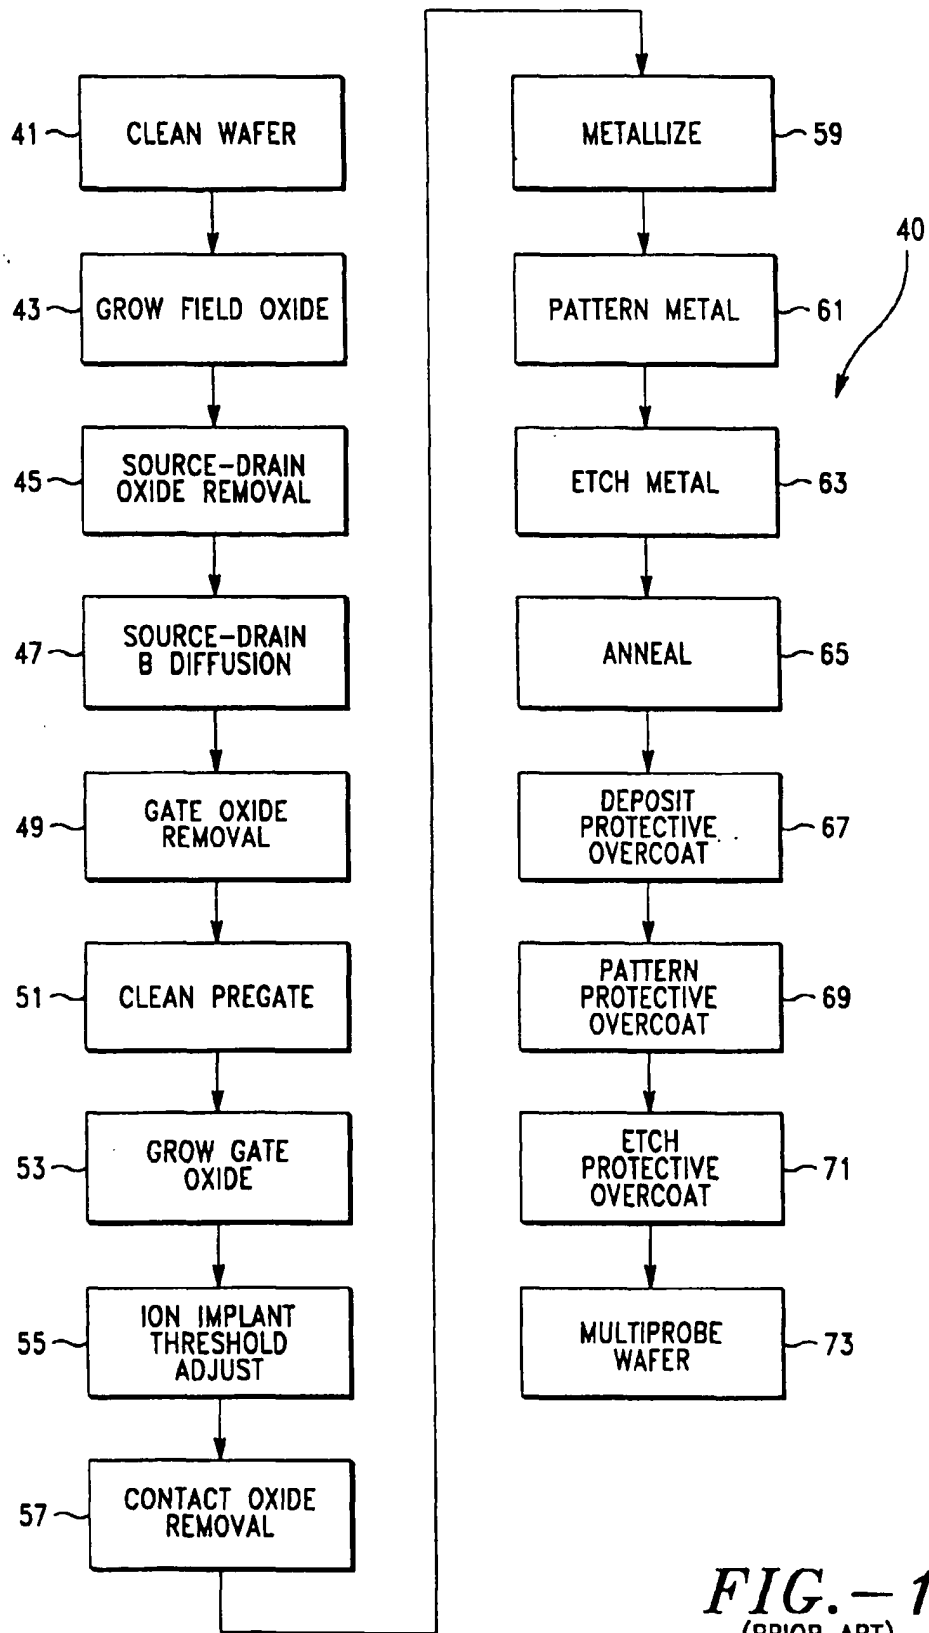 41
CLEAN WAFER
43
GROW FIELD OXIDE
45
SOURCE-DRAIN
OXIDE REMOVAL
47
SOURCE-DRAIN
B DIFFUSION
49
GATE OXIDE
REMOVAL
51
CLEAN PREGATE
53
GROW GATE
OXIDE
55
ION IMPLANT
THRESHOLD
ADJUST
57
CONTACT OXIDE
REMOVAL
METALLIZE
59
40
PATTERN METAL
61
ETCH METAL
63
ANNEAL
65
DEPOSIT
PROTECTIVE
OVERCOAT
67
PATTERN
PROTECTIVE
OVERCOAT
69
ETCH
PROTECTIVE
OVERCOAT
71
MULTIPROBE
WAFER
73
FIG.-1
(PRIOR ART)